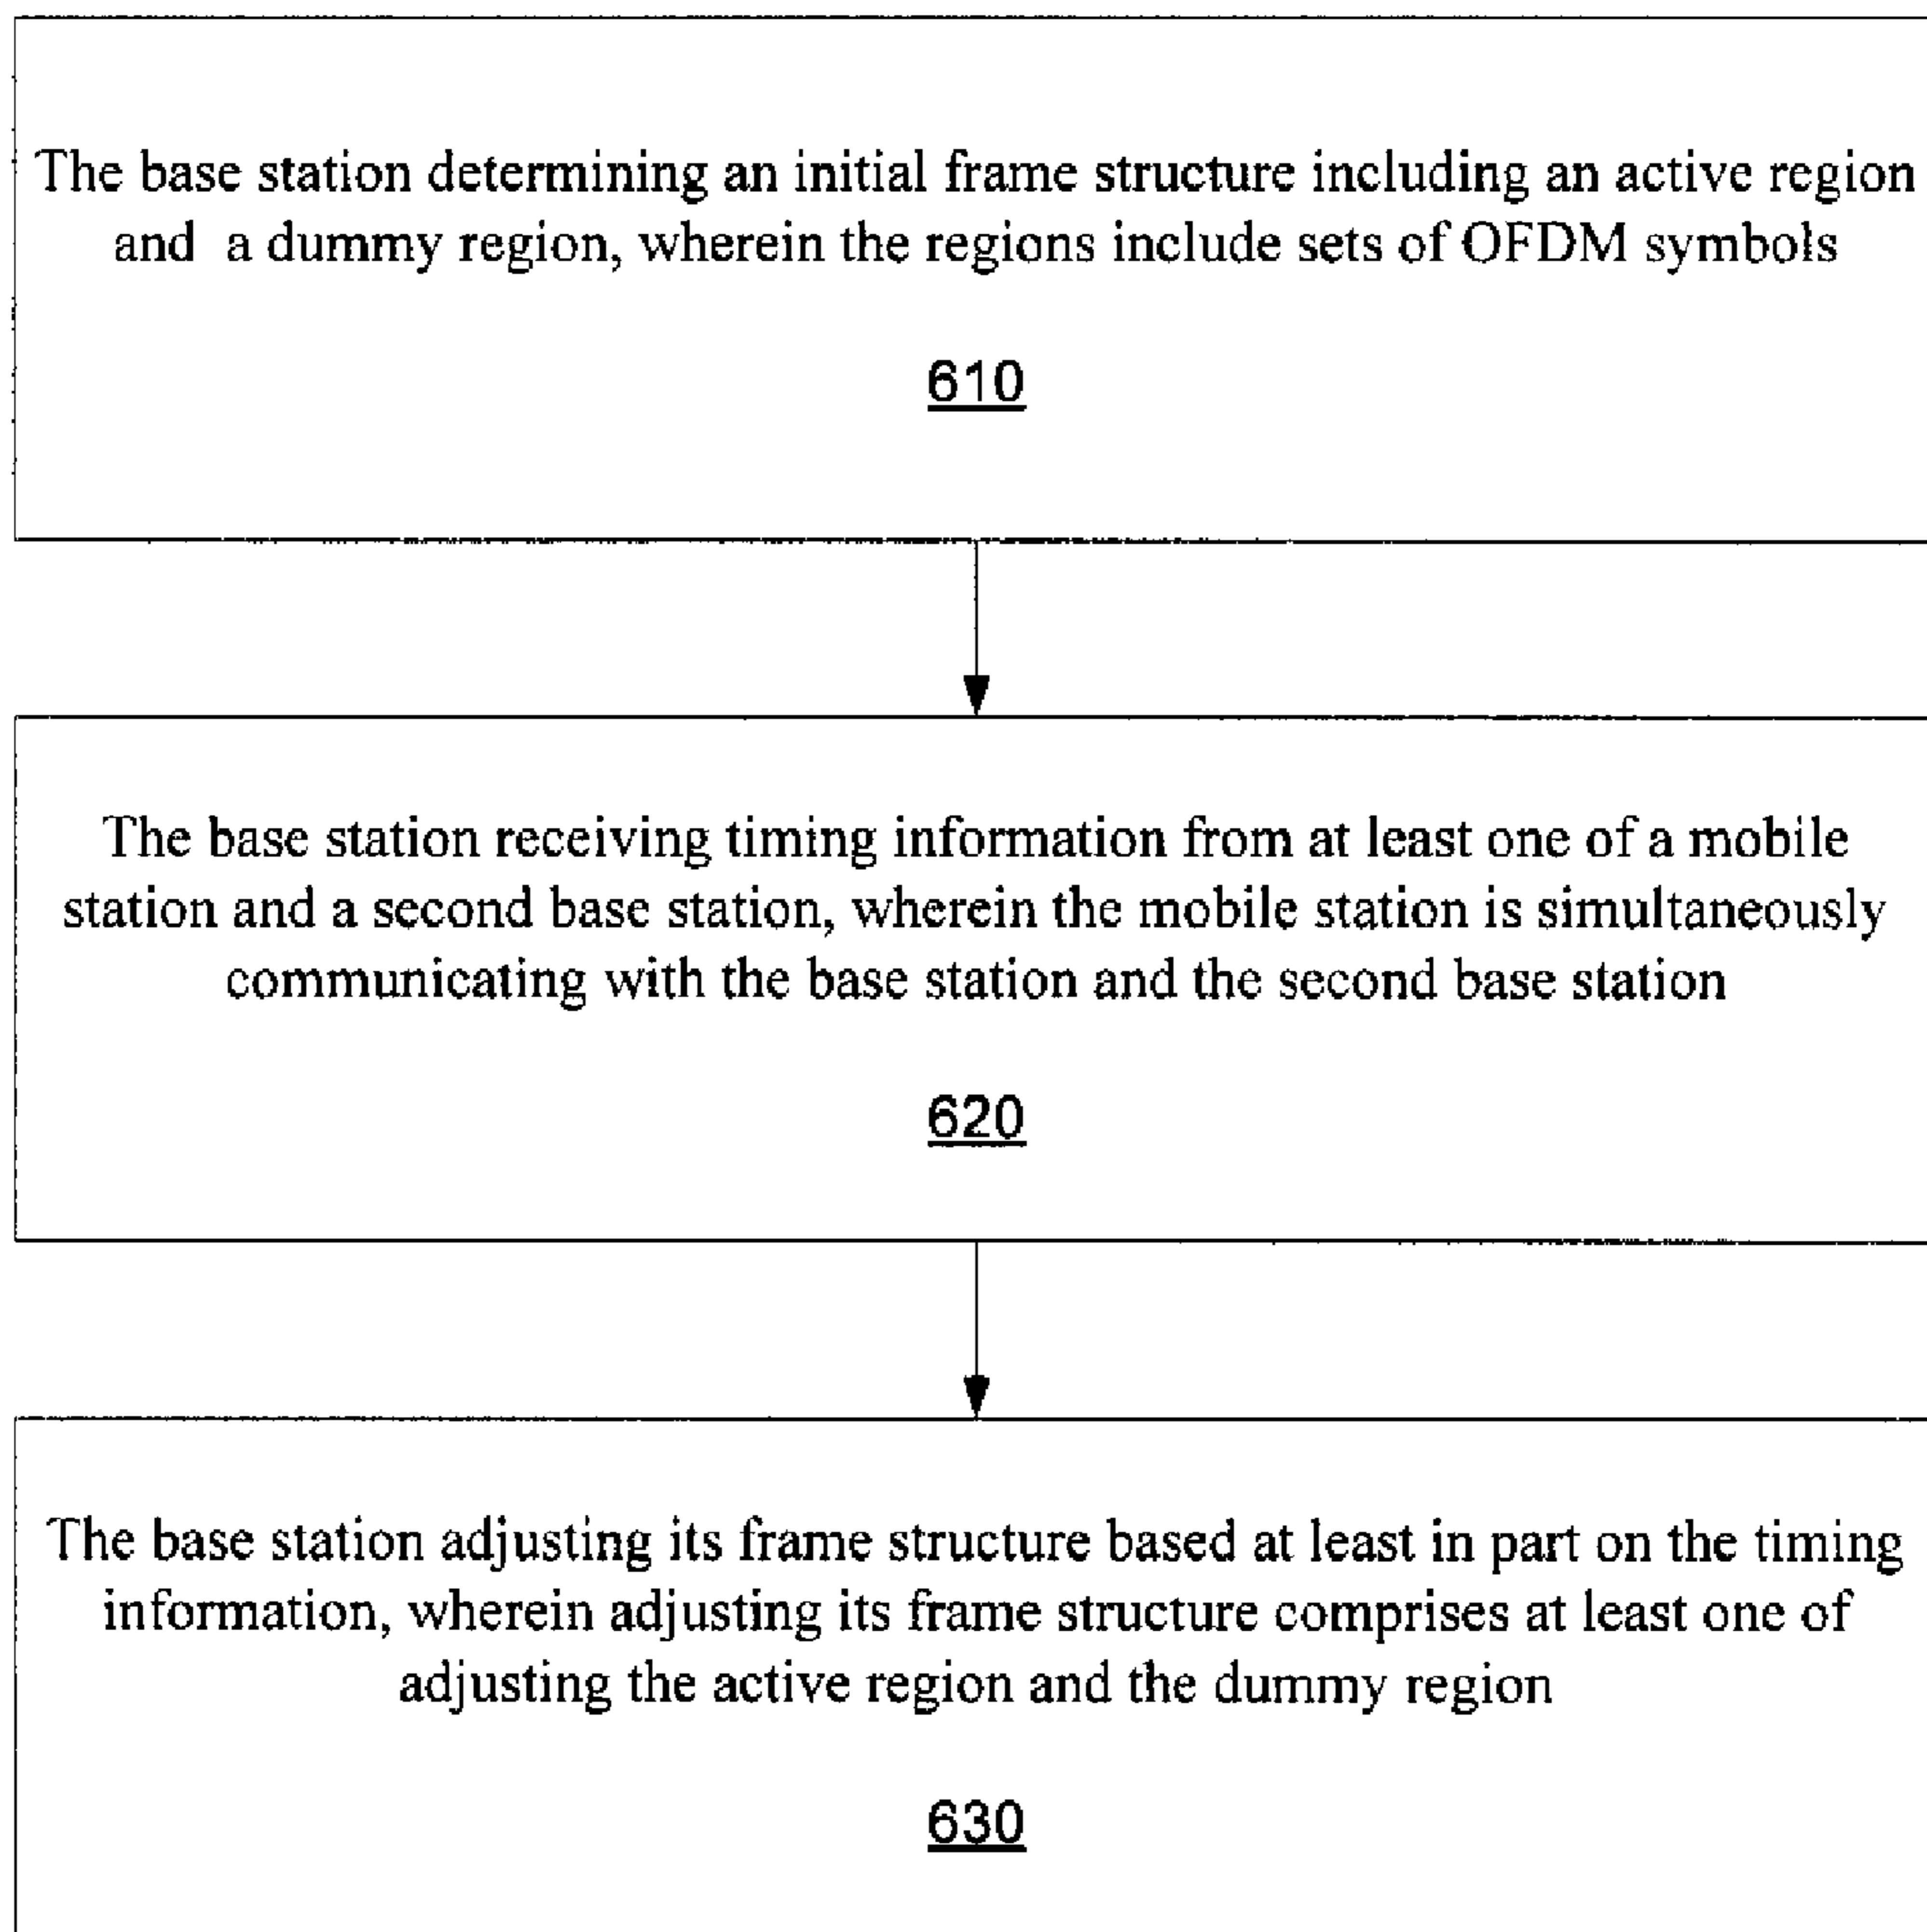 The base station determining an initial frame structure including an active region
and a dummy region, wherein the regions include sets of OFDM symbols
610
The base station receiving timing information from at least one of a mobile
station and a second base station, wherein the mobile station is simultaneously
communicating with the base station and the second base station
620
The base station adjusting its frame structure based at least in part on the timing
information, wherein adjusting its frame structure comprises at least one of
adjusting the active region and the dummy region
630